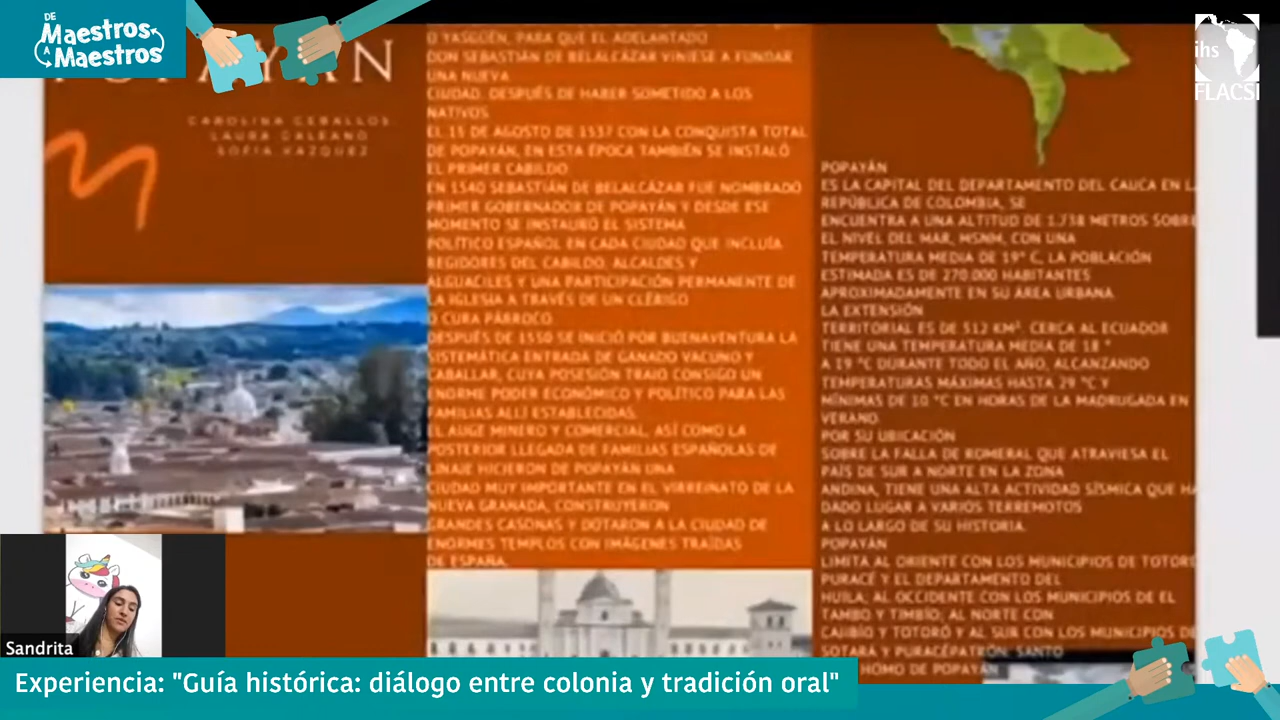 DE
Maestros
A
Maestros
POPAYÁN
CAROLINA CEBALLOS
LAURA GALEANO
SOFIA VAZQUEZ
O YASGÜEN, PARA QUE EL ADELANTADO
DON SEBASTIÁN DE BELALCÁZAR VINIESE A FUNDAR
UNA NUEVA
CIUDAD. DESPUÉS DE HABER SOMETIDO A LOS
NATIVOS.
EL 15 DE AGOSTO DE 1537 CON LA CONQUISTA TOTAL
DE POPAYÁN, EN ESTA ÉPOCA TAMBIÉN SE INSTALÓ
EL PRIMER CABILDO
EN 1540 SEBASTIÁN DE BELALCÁZAR FUE NOMBRADO
PRIMER GOBERNADOR DE POPAYÁN Y DESDE ESE
MOMENTO SE INSTAURÓ EL SISTEMA
POLÍTICO ESPAÑOL EN CADA CIUDAD QUE INCLUÍA
REGIDORES DEL CABILDO, ALCALDES Y
ALGUACILES Y UNA PARTICIPACIÓN PERMANENTE DE
LA IGLESIA A TRAVÉS DE UN CLÉRIGO
O CURA PÁRROCO.
DESPUÉS DE 1550 SE INICIÓ POR BUENAVENTURA LA
SISTEMÁTICA ENTRADA DE GANADO VACUNO Y
CABALLAR, CUYA POSESIÓN TRAJO CONSIGO UN
ENORME PODER ECONÓMICO Y POLÍTICO PARA LAS
FAMILIAS ALLÍ ESTABLECIDAS.
EL AUGE MINERO Y COMERCIAL, ASÍ COMO LA
POSTERIOR LLEGADA DE FAMILIAS ESPAÑOLAS DE
LINAJE HICIERON DE POPAYÁN UNA
CIUDAD MUY IMPORTANTE EN EL VIRREINATO DE LA
NUEVA GRANADA, CONSTRUYERON
GRANDES CASONAS Y DOTARON A LA CIUDAD DE
ENORMES TEMPLOS CON IMÁGENES TRAÍDAS
DE ESPAÑA.
POPAYÁN
ES LA CAPITAL DEL DEPARTAMENTO DEL CAUCA EN LA
REPÚBLICA DE COLOMBIA, SE
ENCUENTRA A UNA ALTITUD DE 1.738 METROS SOBRE
EL NIVEL DEL MAR, MSNM, CON UNA
TEMPERATURA MEDIA DE 19° C, LA POBLACIÓN
ESTIMADA ES DE 270.000 HABITANTES
APROXIMADAMENTE EN SU ÁREA URBANA.
LA EXTENSIÓN
TERRITORIAL ES DE 512 KM². CERCA AL ECUADOR
TIENE UNA TEMPERATURA MEDIA DE 18 °
A 19 °C DURANTE TODO EL AÑO, ALCANZANDO
TEMPERATURAS MÁXIMAS HASTA 29 °C Y
MÍNIMAS DE 10 °C EN HORAS DE LA MADRUGADA EN
VERANO.
POR SU UBICACIÓN
SOBRE LA FALLA DE ROMERAL QUE ATRAVIESA EL
PAÍS DE SUR A NORTE EN LA ZONA
ANDINA, TIENE UNA ALTA ACTIVIDAD SÍSMICA QUE HA
DADO LUGAR A VARIOS TERREMOTOS
A LO LARGO DE SU HISTORIA.
POPAYÁN
LIMITA AL ORIENTE CON LOS MUNICIPIOS DE TOTORÓ
PURACÉ Y EL DEPARTAMENTO DEL
HUILA; AL OCCIDENTE CON LOS MUNICIPIOS DE EL
TAMBO Y TIMBÍO; AL NORTE CON
CAJIBÍO Y TOTORÓ Y AL SUR CON LOS MUNICIPIOS DE
SOTARÁ Y PURACÉPATRÓN: SANTO
HOMO DE POPAYÁN
ihs
FLACSI
Sandrita
Experiencia: "Guía histórica: diálogo entre colonia y tradición oral"